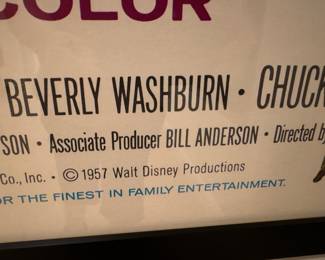 COLOR
BEVERLY WASHBURN • CHUCK
SON • Associate Producer BILL ANDERSON • Directed by
Co., Inc. • © 1957 Walt Disney Productions
OR THE FINEST IN FAMILY ENTERTAINMENT.